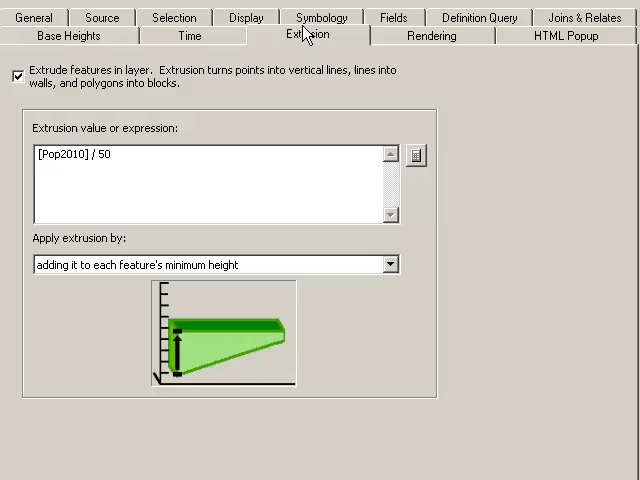 General Source Selection Display Symbology Fields Definition Query Joins & Relates
Base Heights Time Extrusion Rendering HTML Popup
Extrude features in layer. Extrusion turns points into vertical lines, lines into
walls, and polygons into blocks.
Extrusion value or expression:
[Pop2010] / 50
Apply extrusion by:
adding it to each feature's minimum height